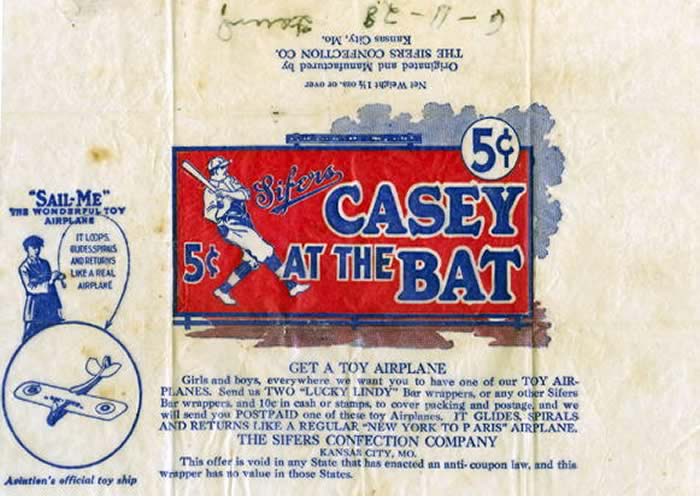 Net Weight 1½ ozs. or over
Originated and Manufactured by
THE SIFERS CONFECTION CO.
Kansas City, Mo.
6-11-28
5¢
Sifers
CASEY
5¢ AT THE BAT
"SAIL-ME"
THE WONDERFUL TOY
AIRPLANE
IT LOOPS,
GLIDES, SPIRALS
AND RETURNS
LIKE A REAL
AIRPLANE
Aviation's official toy ship
GET A TOY AIRPLANE
Girls and boys, everywhere we want you to have one of our TOY AIR-
PLANES. Send us TWO "LUCKY LINDY" Bar wrappers, or any other Sifers
Bar wrappers, and 10c in cash or stamps, to cover packing and postage, and we
will send you POSTPAID one of these toy Airplanes. IT GLIDES, SPIRALS
AND RETURNS LIKE A REGULAR "NEW YORK TO PARIS" AIRPLANE.
THE SIFERS CONFECTION COMPANY
KANSAS CITY, MO.
This offer is void in any State that has enacted an anti-coupon law, and this
wrapper has no value in those States.